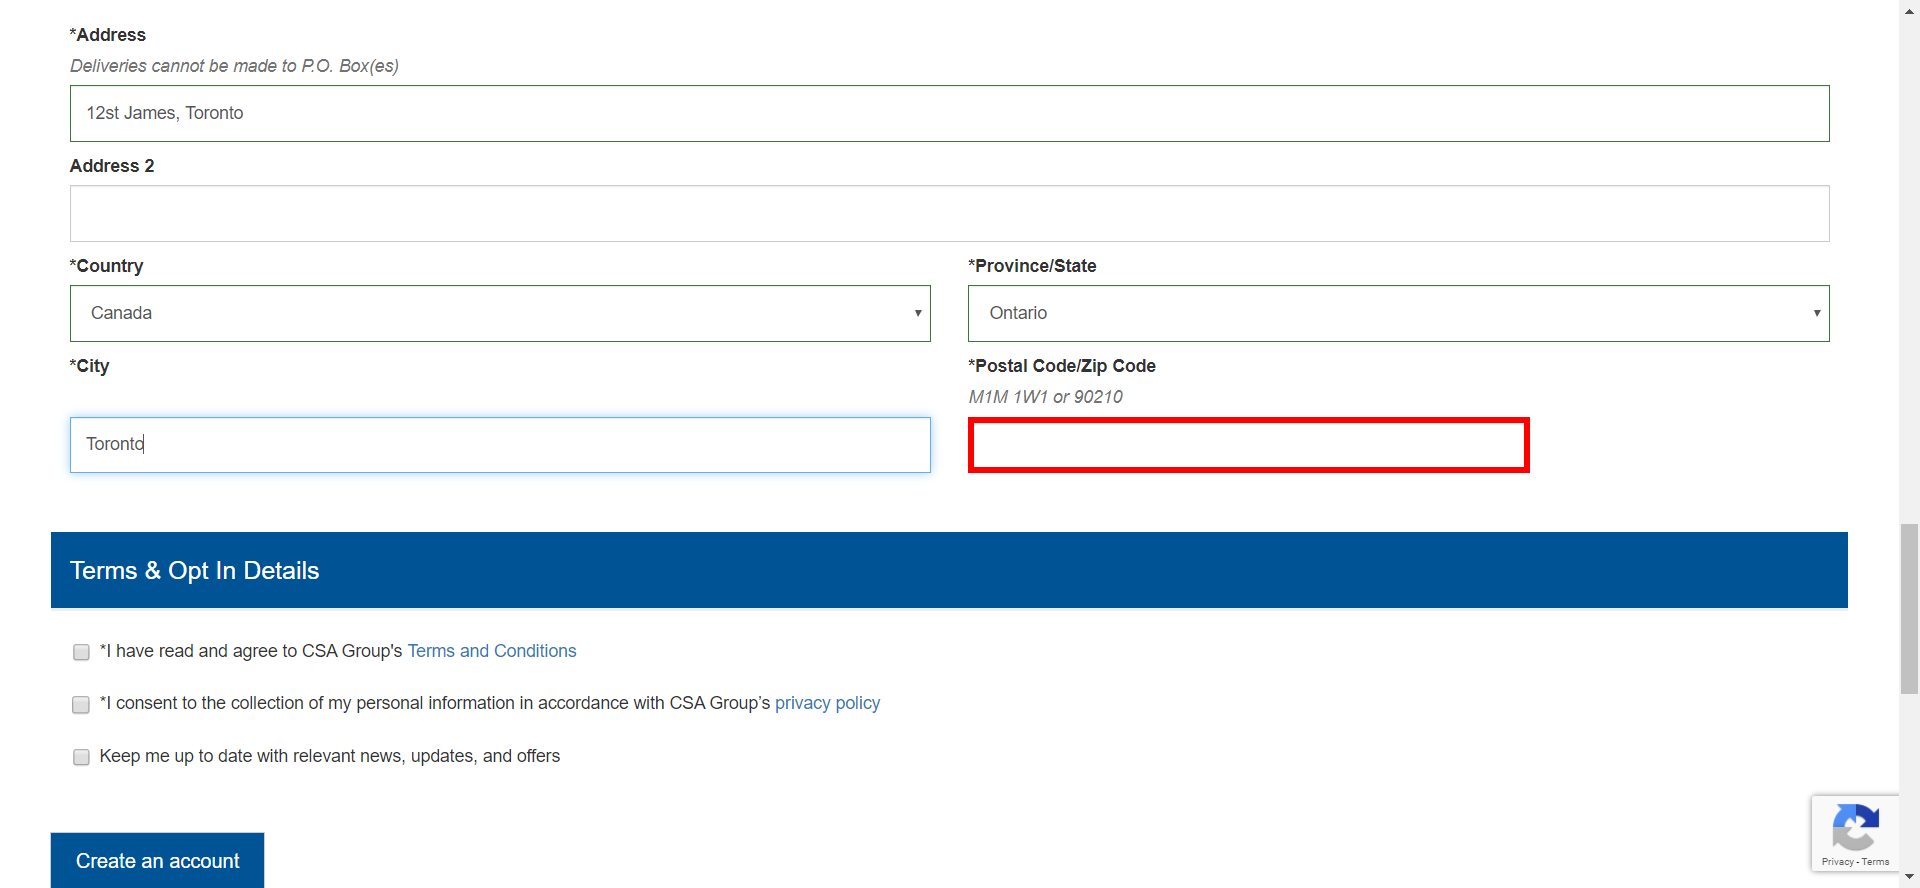 *Address
Deliveries cannot be made to P.O. Box(es)
12st James, Toronto
Address 2
*Country
*Province/State
Canada
Ontario
*City
*Postal Code/Zip Code
M1M 1W1 or 90210
Toronto
Terms & Opt In Details
*I have read and agree to CSA Group's Terms and Conditions
*I consent to the collection of my personal information in accordance with CSA Group’s privacy policy
Keep me up to date with relevant news, updates, and offers
Create an account
Privacy - Terms